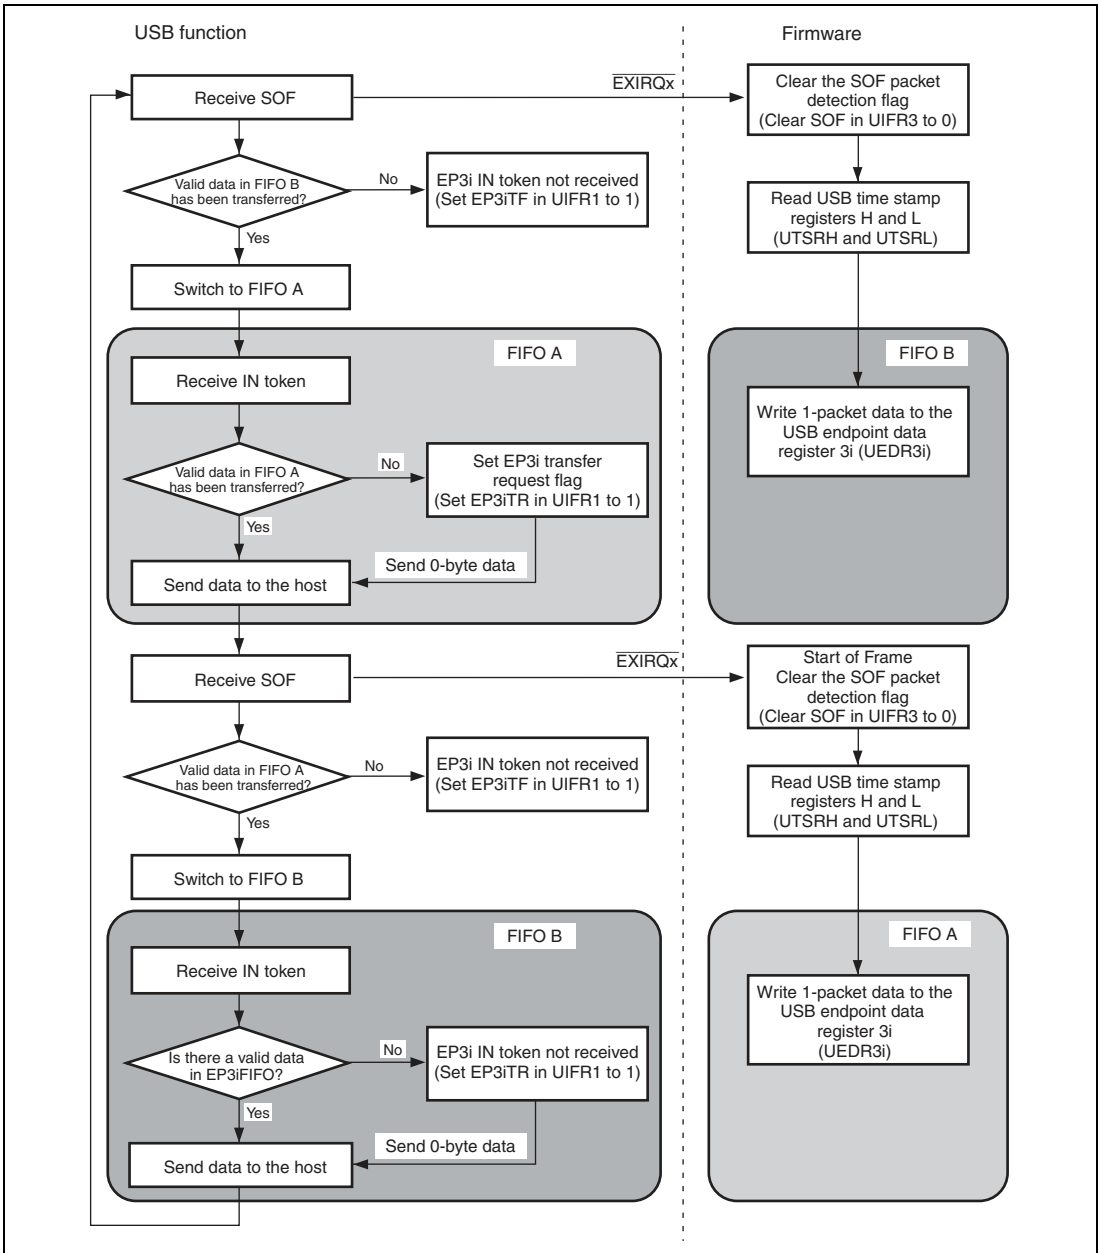 USB function
Firmware
Receive SOF
EXIRQx
Clear the SOF packet
detection flag
(Clear SOF in UIFR3 to 0)
Valid data in FIFO B
has been transferred?
No
EP3i IN token not received
(Set EP3iTF in UIFR1 to 1)
Yes
Read USB time stamp
registers H and L
(UTSRH and UTSRL)
Switch to FIFO A
FIFO A
Receive IN token
Valid data in FIFO A
has been transferred?
No
Set EP3i transfer
request flag
(Set EP3iTR in UIFR1 to 1)
Yes
Send 0-byte data
Send data to the host
FIFO B
Write 1-packet data to the
USB endpoint data
register 3i (UEDR3i)
Receive SOF
EXIRQx
Start of Frame
Clear the SOF packet
detection flag
(Clear SOF in UIFR3 to 0)
Valid data in FIFO A
has been transferred?
No
EP3i IN token not received
(Set EP3iTF in UIFR1 to 1)
Yes
Read USB time stamp
registers H and L
(UTSRH and UTSRL)
Switch to FIFO B
FIFO B
Receive IN token
Is there a valid data
in EP3iFIFO?
No
EP3i IN token not received
(Set EP3iTR in UIFR1 to 1)
Yes
Send 0-byte data
Send data to the host
FIFO A
Write 1-packet data to the
USB endpoint data
register 3i
(UEDR3i)